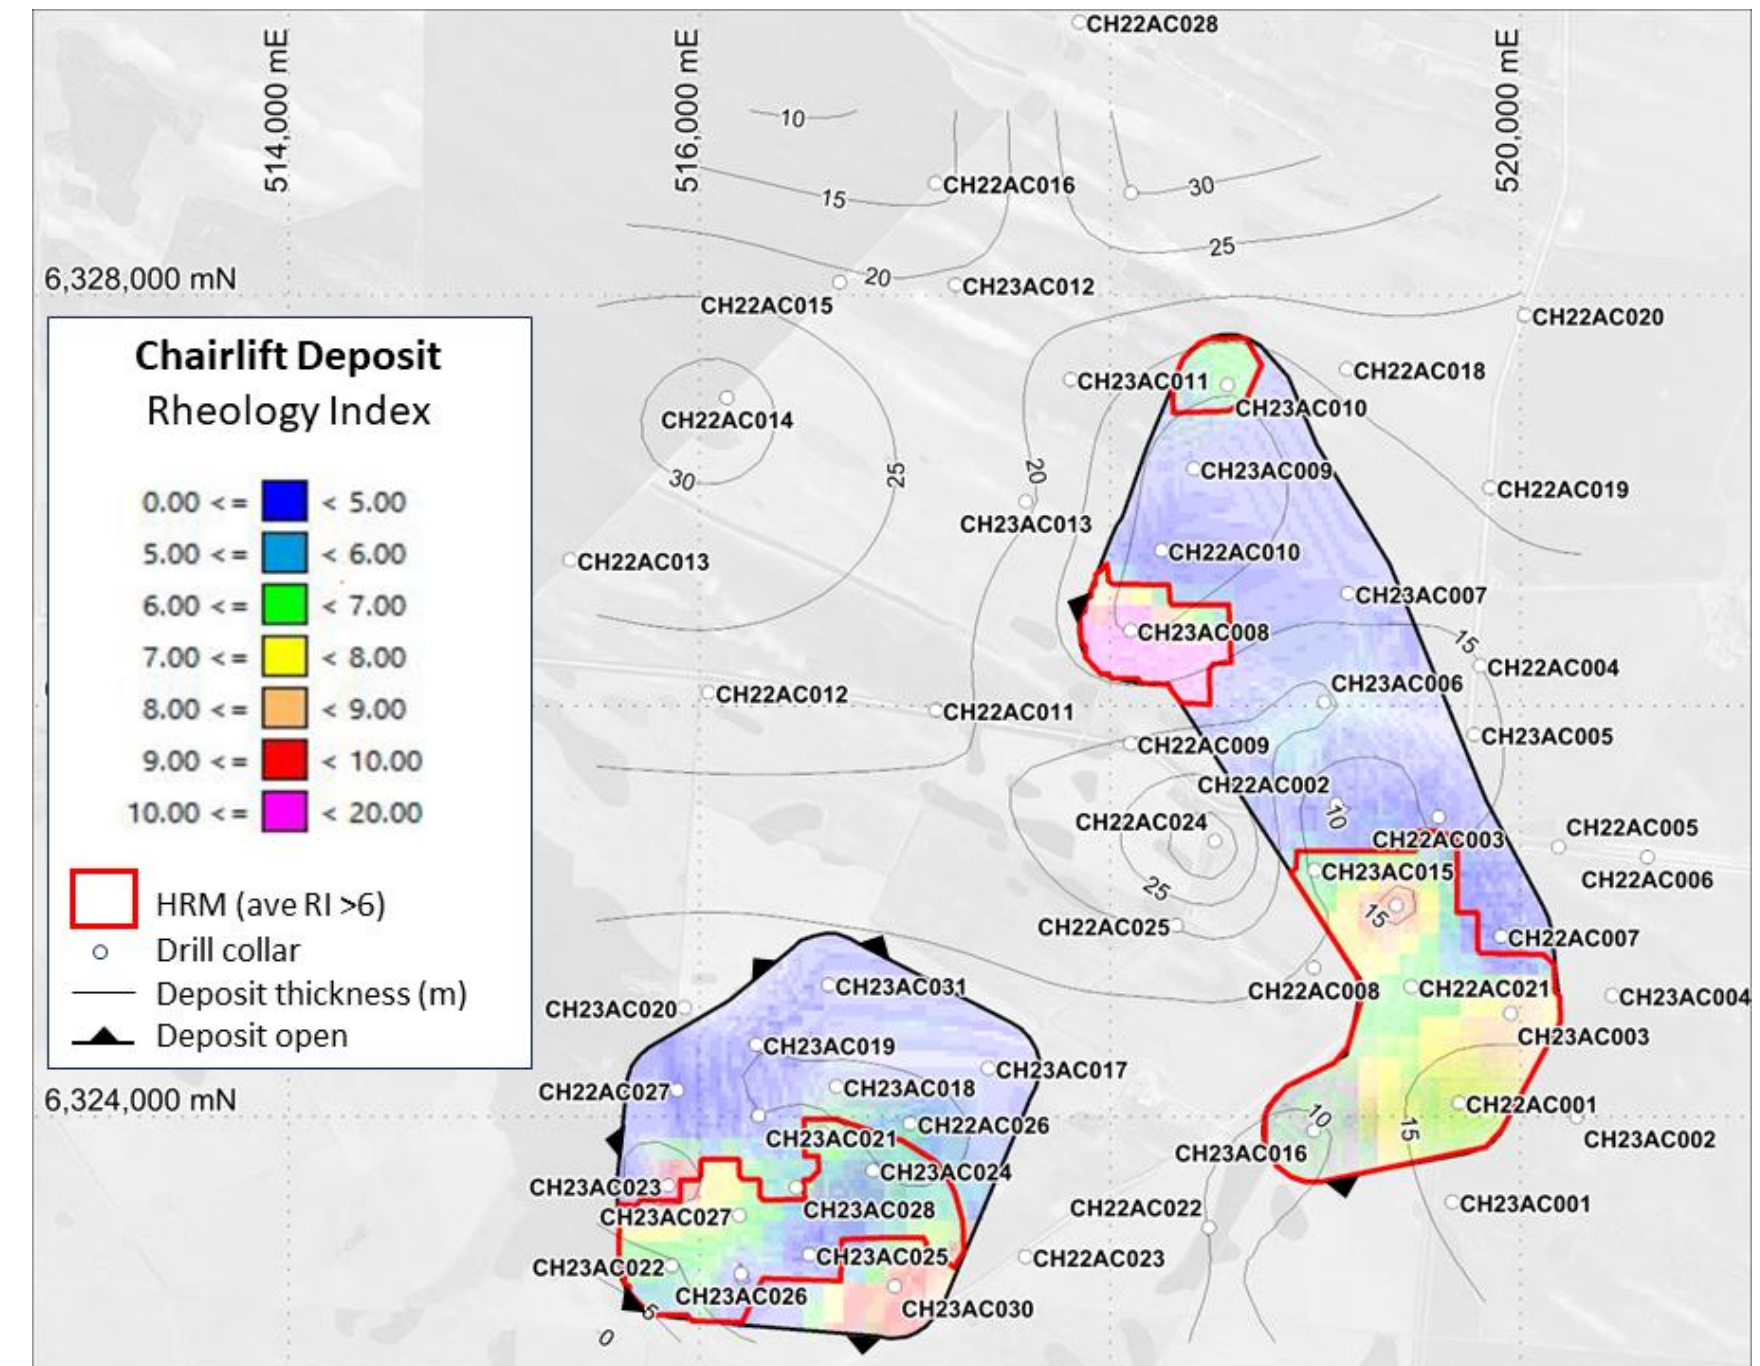 CH22AC028
514,000 mE
516,000 mE
520,000 mE
10
CH22AC016
30
15
25
6,328,000 mN
20
CH23AC012
CH22AC015
CH22AC020
Chairlift Deposit
Rheology Index
0.00 <= < 5.00
5.00 <= < 6.00
6.00 <= < 7.00
7.00 <= < 8.00
8.00 <= < 9.00
9.00 <= < 10.00
10.00 <= < 20.00
HRM (ave RI >6)
Drill collar
Deposit thickness (m)
Deposit open
CH23AC011
CH22AC018
CH23AC010
CH22AC014
30
25
20
CH23AC009
CH22AC019
CH23AC013
CH22AC010
CH22AC013
CH23AC007
CH23AC008
15
CH22AC004
CH23AC006
CH22AC012
CH22AC011
CH23AC005
CH22AC009
CH22AC002
10
CH22AC024
CH22AC003
CH22AC005
CH22AC006
CH23AC015
25
15
CH22AC025
CH22AC007
CH22AC008
CH22AC021
CH23AC004
CH23AC003
CH23AC031
CH23AC020
CH23AC019
CH23AC017
CH22AC027
CH23AC018
6,324,000 mN
CH22AC026
CH23AC021
10
15
CH22AC001
CH23AC002
CH23AC016
CH23AC024
CH23AC023
CH23AC028
CH23AC027
CH22AC022
CH23AC001
CH23AC025
CH22AC023
CH23AC022
CH23AC026
CH23AC030
5
0